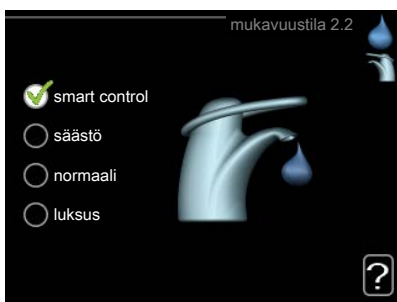 mukavuustila 2.2
smart control
säästö
normaali
luksus
?